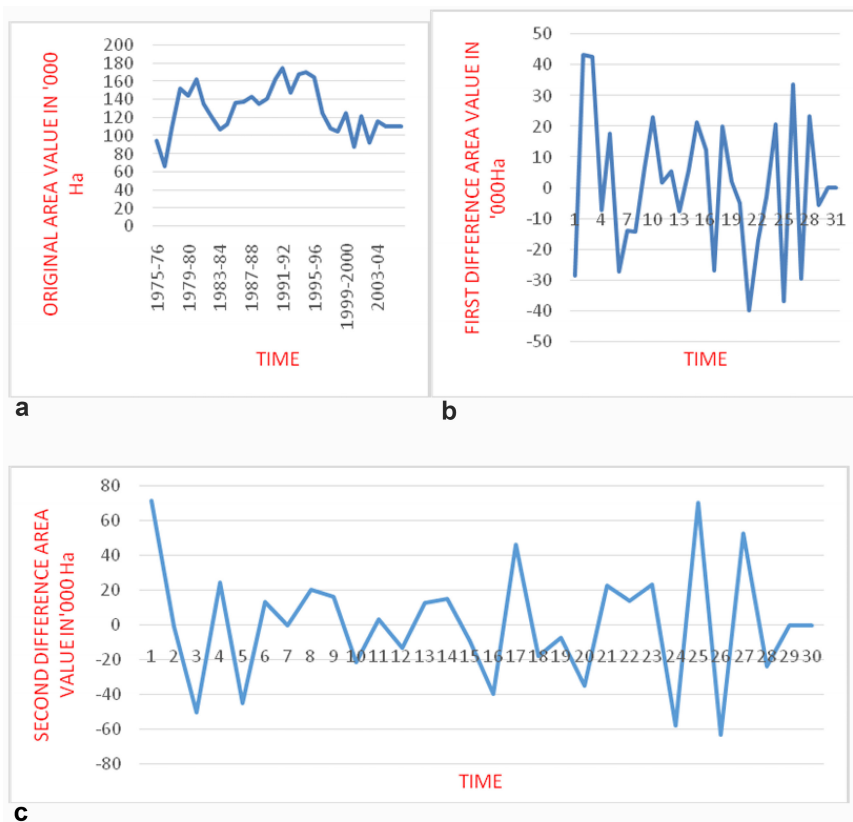 ORIGINAL AREA VALUE IN '000
Ha
200
180
160
140
120
100
80
60
40
20
0
1975-76
1979-80
1983-84
1987-88
1991-92
1995-96
1999-2000
2003-04
TIME
a
FIRST DIFFERENCE AREA VALUE IN
'000Ha
50
40
30
20
10
0
-10
-20
-30
-40
-50
1 4 7 10 13 16 19 22 25 28 31
TIME
b
SECOND DIFFERENCE AREA
VALUE IN'000 Ha
80
60
40
20
0
-20
-40
-60
-80
1 2 3 4 5 6 7 8 9 10 11 12 13 14 15 16 17 18 19 20 21 22 23 24 25 26 27 28 29 30
TIME
c